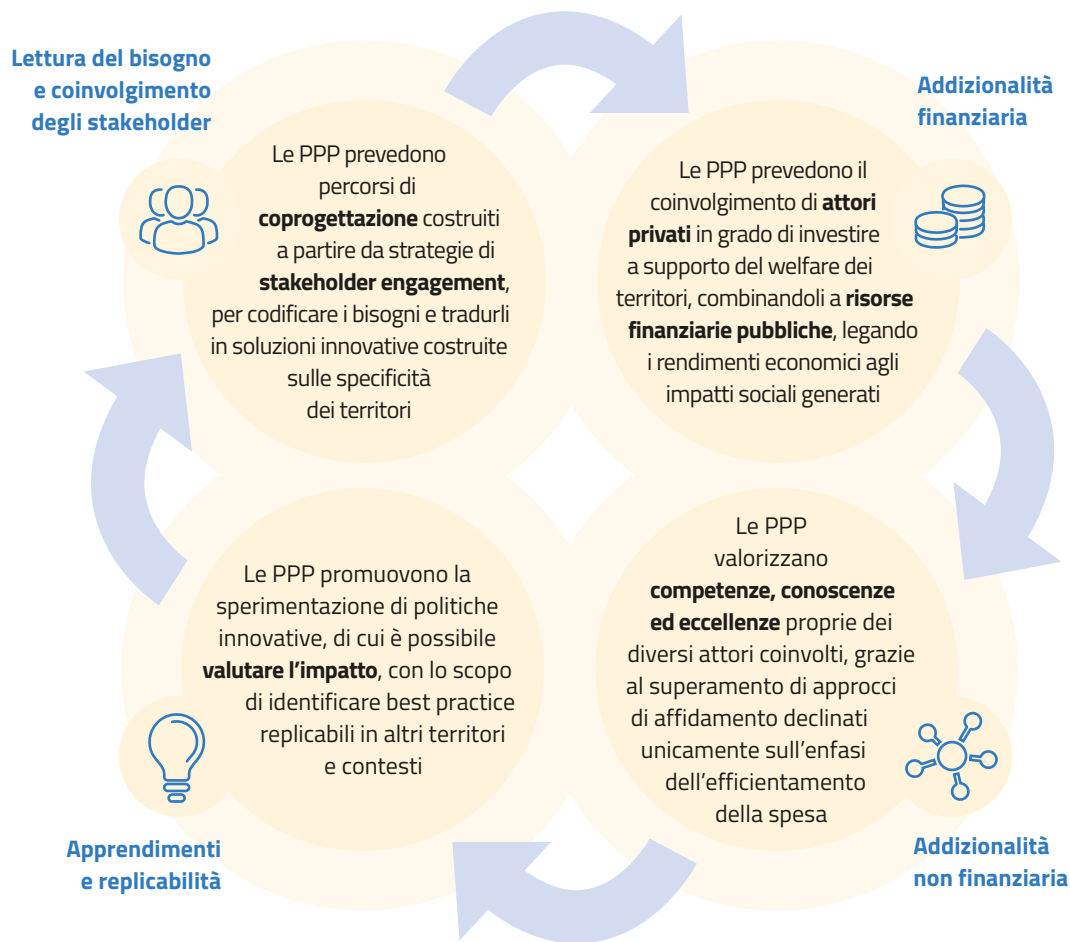 Lettura del bisogno
e coinvolgimento
degli stakeholder
Le PPP prevedono
percorsi di
coprogettazione costruiti
a partire da strategie di
stakeholder engagement,
per codificare i bisogni e tradurli
in soluzioni innovative costruite
sulle specificità
dei territori
Addizionalità
finanziaria
Le PPP prevedono il
coinvolgimento di attori
privati in grado di investire
a supporto del welfare dei
territori, combinandoli a risorse
finanziarie pubbliche, legando
i rendimenti economici agli
impatti sociali generati
Le PPP
valorizzano
competenze, conoscenze
ed eccellenze proprie dei
diversi attori coinvolti, grazie
al superamento di approcci
di affidamento declinati
unicamente sull’enfasi
dell’efficientamento
della spesa
Addizionalità
non finanziaria
Le PPP promuovono la
sperimentazione di politiche
innovative, di cui è possibile
valutare l’impatto, con lo scopo
di identificare best practice
replicabili in altri territori
e contesti
Apprendimenti
e replicabilità